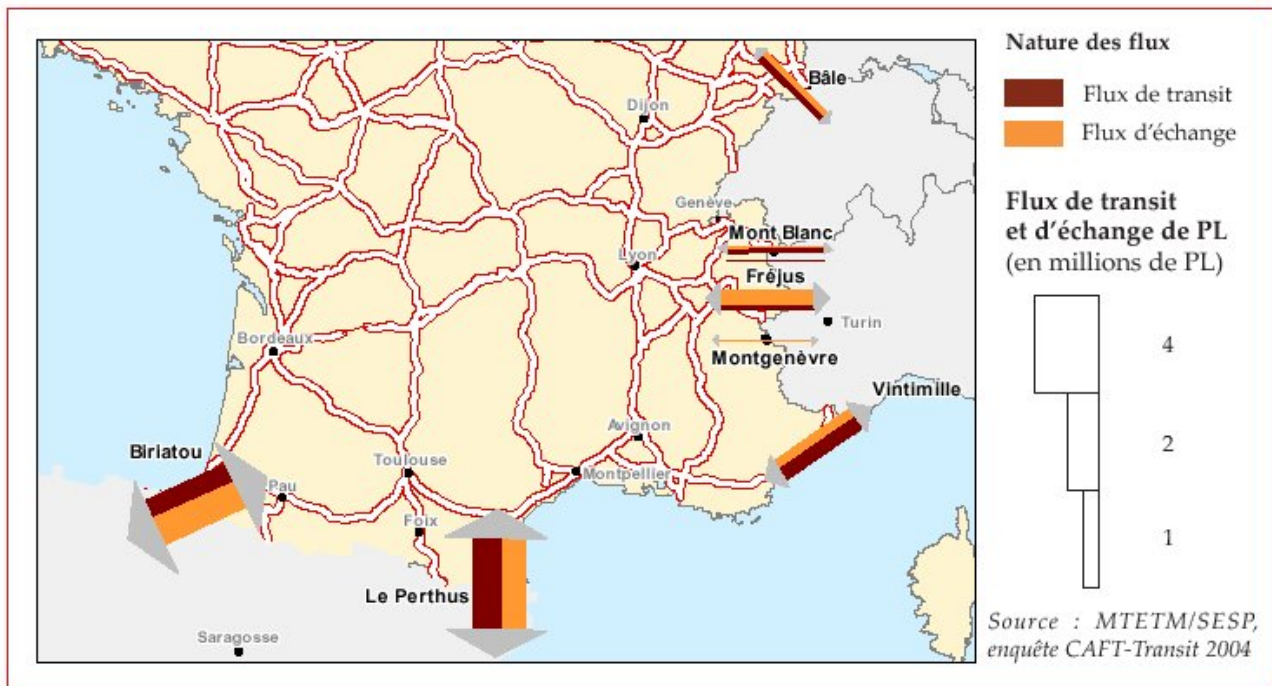 Bâle
Dijon
Genève
Mont Blanc
Lyon
Fréjus
Turin
Montgenèvre
Bordeaux
Vintimille
Avignon
Biriatou
Toulouse
Montpellier
Pau
Foix
Le Perthus
Saragosse
Nature des flux
Flux de transit
Flux d'échange
Flux de transit
et d'échange de PL
(en millions de PL)
4
2
1
Source : MTETM/SESP,
enquête CAFT-Transit 2004